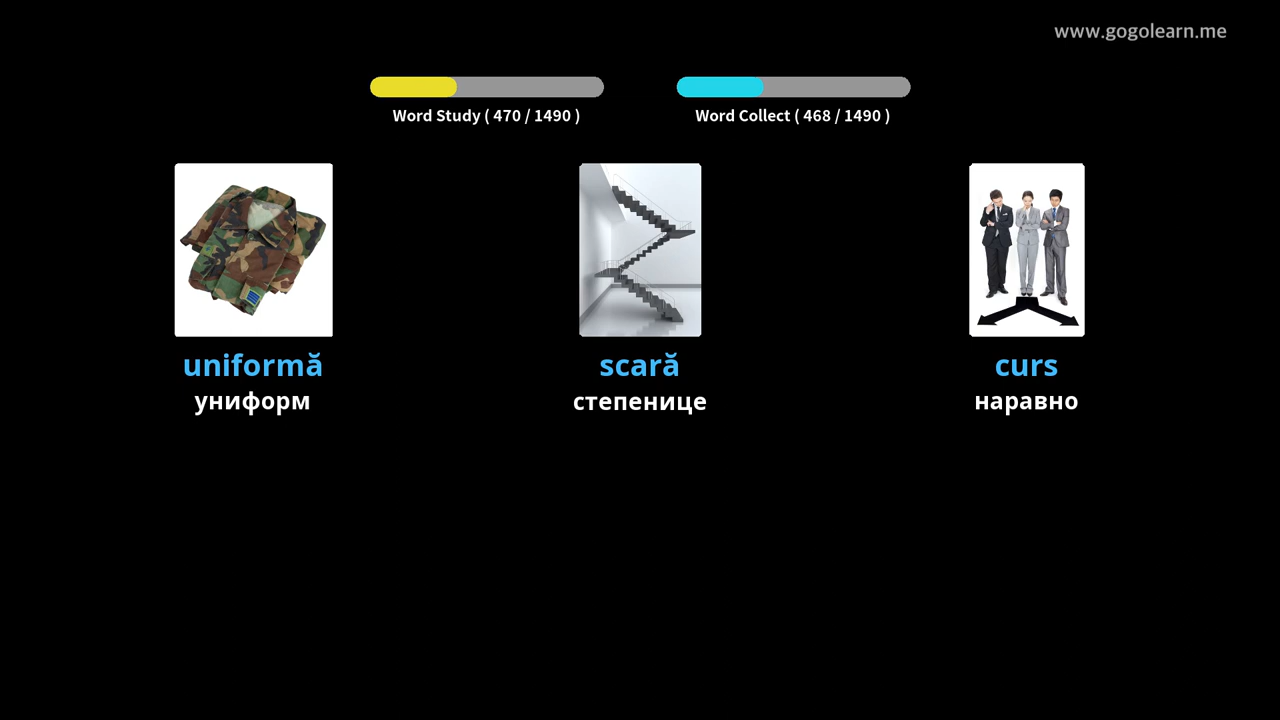 www.gogolearn.me
Word Study ( 470 / 1490 )
Word Collect ( 468 / 1490 )
uniformă
униформ
scară
степенице
curs
наравно